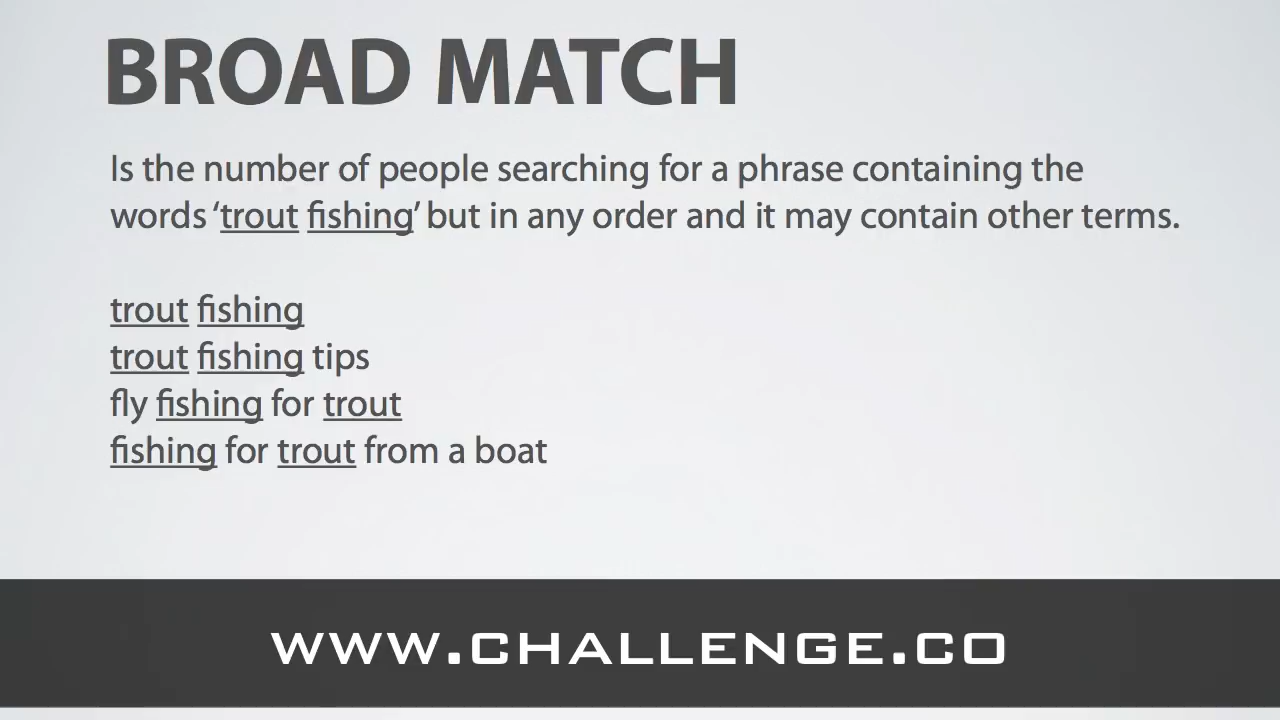 BROAD MATCH
Is the number of people searching for a phrase containing the
words ‘trout fishing’ but in any order and it may contain other terms.
trout fishing
trout fishing tips
fly fishing for trout
fishing for trout from a boat
WWW.CHALLENGE.CO